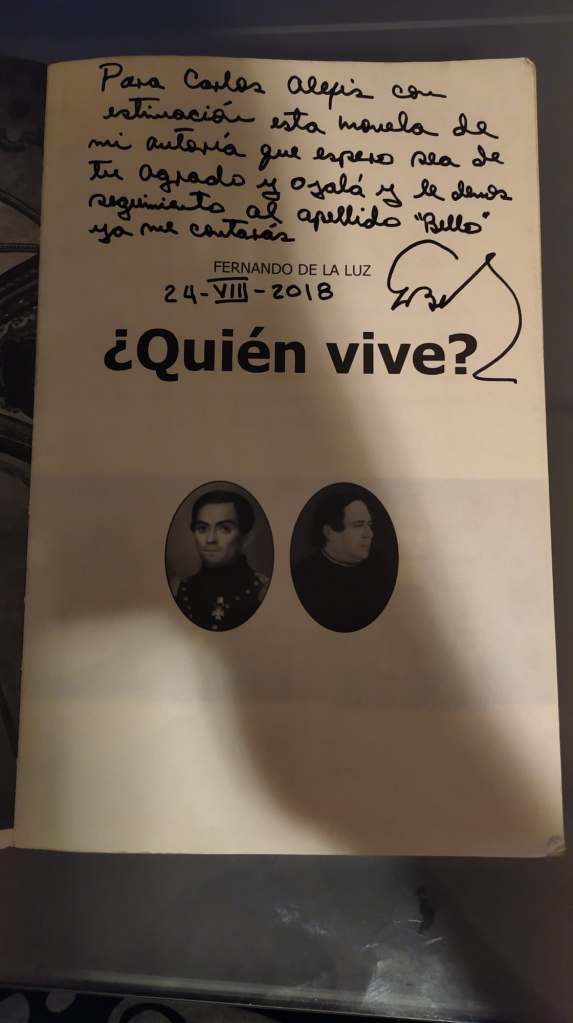 Para Carlos Alexis con
estimación esta novela de
mi autoría que espero sea de
tu agrado y ojalá y le demos
seguimiento al apellido "Bello"
ya me contarás
FERNANDO DE LA LUZ
24-VIII-2018
¿Quién vive?